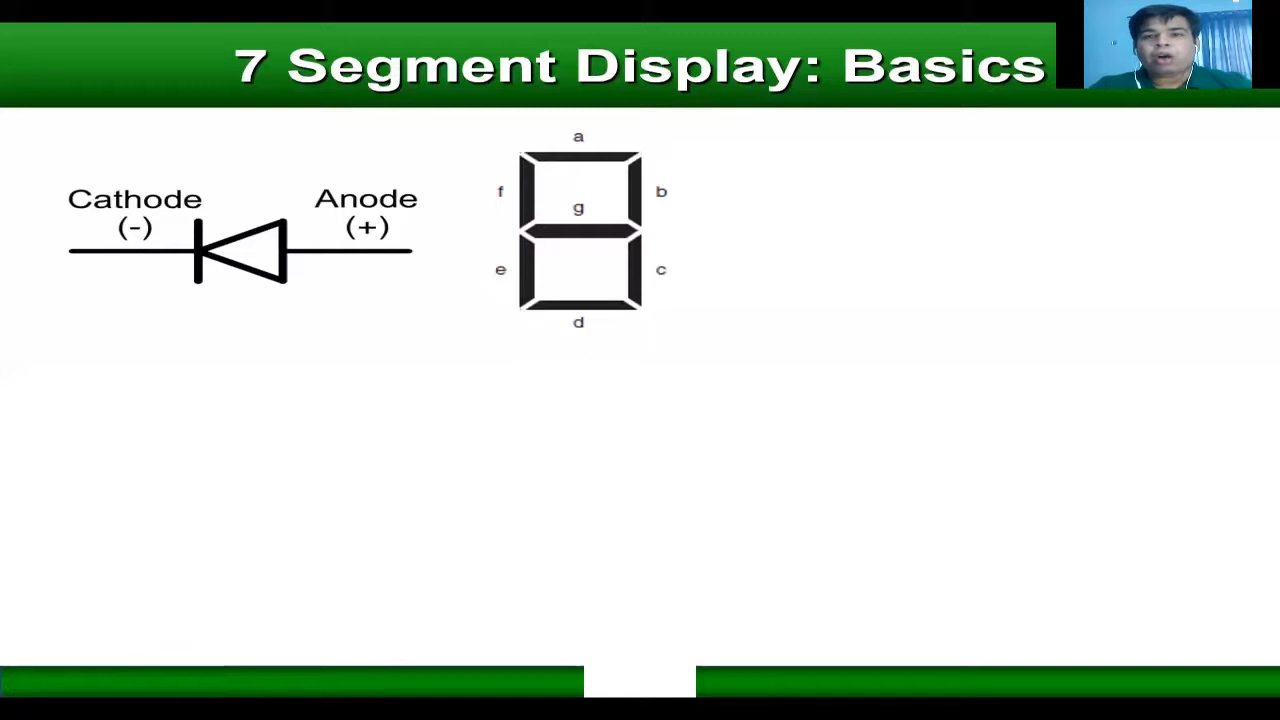 7 Segment Display: Basics
Cathode
(-)
Anode
(+)
a
f
b
g
e
c
d